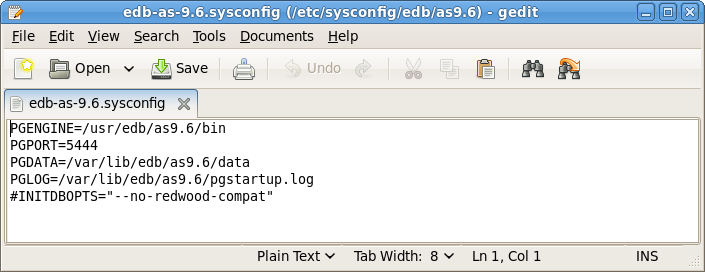 edb-as-9.6.sysconfig (/etc/sysconfig/edb/as9.6) - gedit
File Edit View Search Tools Documents Help
Open Save Undo
edb-as-9.6.sysconfig
PGENGINE=/usr/edb/as9.6/bin
PGPORT=5444
PGDATA=/var/lib/edb/as9.6/data
PGLOG=/var/lib/edb/as9.6/pgstartup.log
#INITDBOPTS="--no-redwood-compat"
Plain Text Tab Width: 8 Ln 1, Col 1 INS